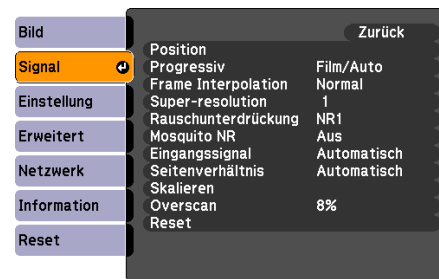 Bild
Signal
Einstellung
Erweitert
Netzwerk
Information
Reset
Zurück
Position
Progressiv Film/Auto
Frame Interpolation Normal
Super-resolution 1
Rauschunterdrückung NR1
Mosquito NR Aus
Eingangssignal Automatisch
Seitenverhältnis Automatisch
Skalieren
Overscan 8%
Reset